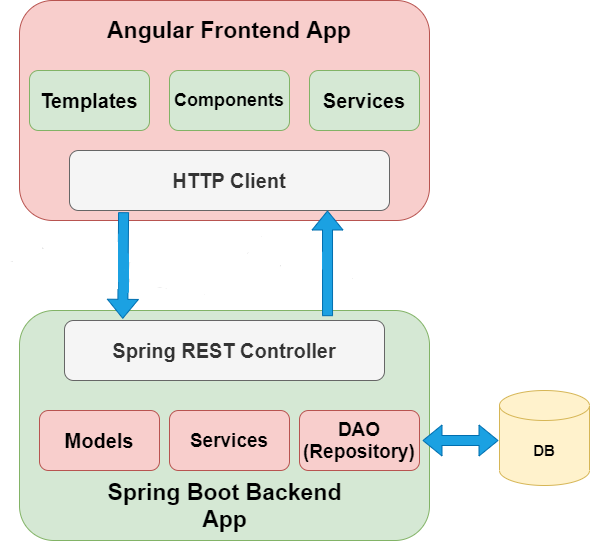 Angular Frontend App
Templates
Components
Services
HTTP Client
Spring REST Controller
Models
Services
DAO
(Repository)
DB
Spring Boot Backend
App